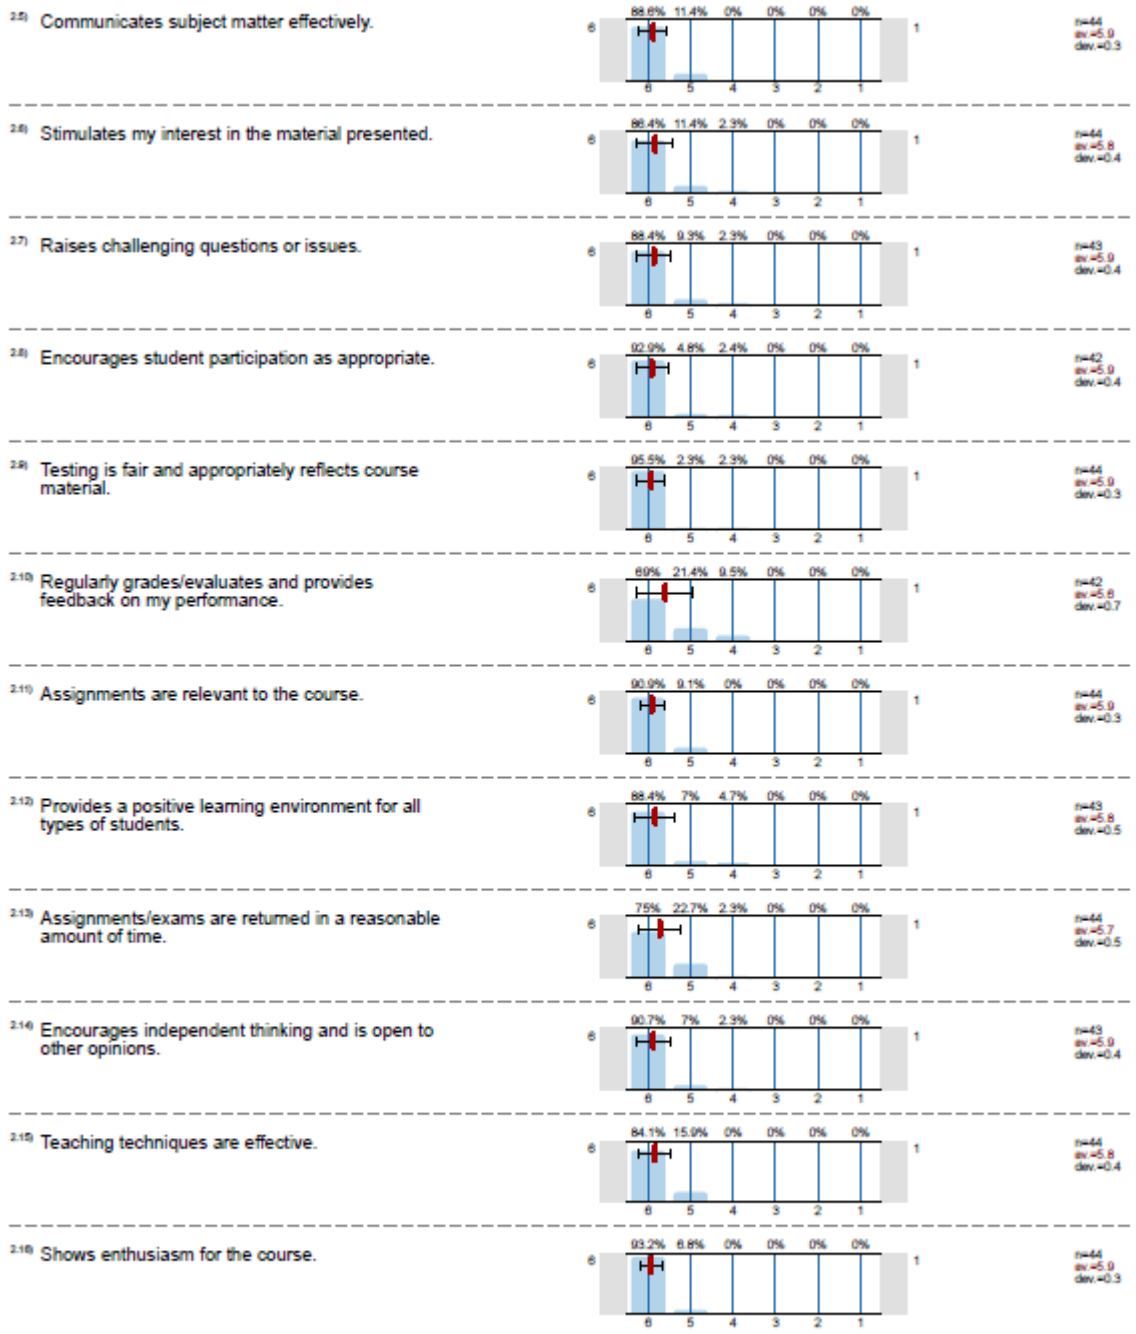 2.5) Communicates subject matter effectively.
88.6% 11.4% 0% 0% 0% 0%
6 1
6 5 4 3 2 1
n=44
av.=5.9
dev.=0.3
2.6) Stimulates my interest in the material presented.
86.4% 11.4% 2.3% 0% 0% 0%
6 1
6 5 4 3 2 1
n=44
av.=5.8
dev.=0.4
2.7) Raises challenging questions or issues.
88.4% 9.3% 2.3% 0% 0% 0%
6 1
6 5 4 3 2 1
n=43
av.=5.9
dev.=0.4
2.8) Encourages student participation as appropriate.
92.9% 4.8% 2.4% 0% 0% 0%
6 1
6 5 4 3 2 1
n=42
av.=5.9
dev.=0.4
2.9) Testing is fair and appropriately reflects course
material.
95.5% 2.3% 2.3% 0% 0% 0%
6 1
6 5 4 3 2 1
n=44
av.=5.9
dev.=0.3
2.10) Regularly grades/evaluates and provides
feedback on my performance.
69% 21.4% 9.5% 0% 0% 0%
6 1
6 5 4 3 2 1
n=42
av.=5.6
dev.=0.7
2.11) Assignments are relevant to the course.
90.9% 9.1% 0% 0% 0% 0%
6 1
6 5 4 3 2 1
n=44
av.=5.9
dev.=0.3
2.12) Provides a positive learning environment for all
types of students.
88.4% 7% 4.7% 0% 0% 0%
6 1
6 5 4 3 2 1
n=43
av.=5.8
dev.=0.5
2.13) Assignments/exams are returned in a reasonable
amount of time.
75% 22.7% 2.3% 0% 0% 0%
6 1
6 5 4 3 2 1
n=44
av.=5.7
dev.=0.5
2.14) Encourages independent thinking and is open to
other opinions.
90.7% 7% 2.3% 0% 0% 0%
6 1
6 5 4 3 2 1
n=43
av.=5.9
dev.=0.4
2.15) Teaching techniques are effective.
84.1% 15.9% 0% 0% 0% 0%
6 1
6 5 4 3 2 1
n=44
av.=5.8
dev.=0.4
2.16) Shows enthusiasm for the course.
93.2% 6.8% 0% 0% 0% 0%
6 1
6 5 4 3 2 1
n=44
av.=5.9
dev.=0.3